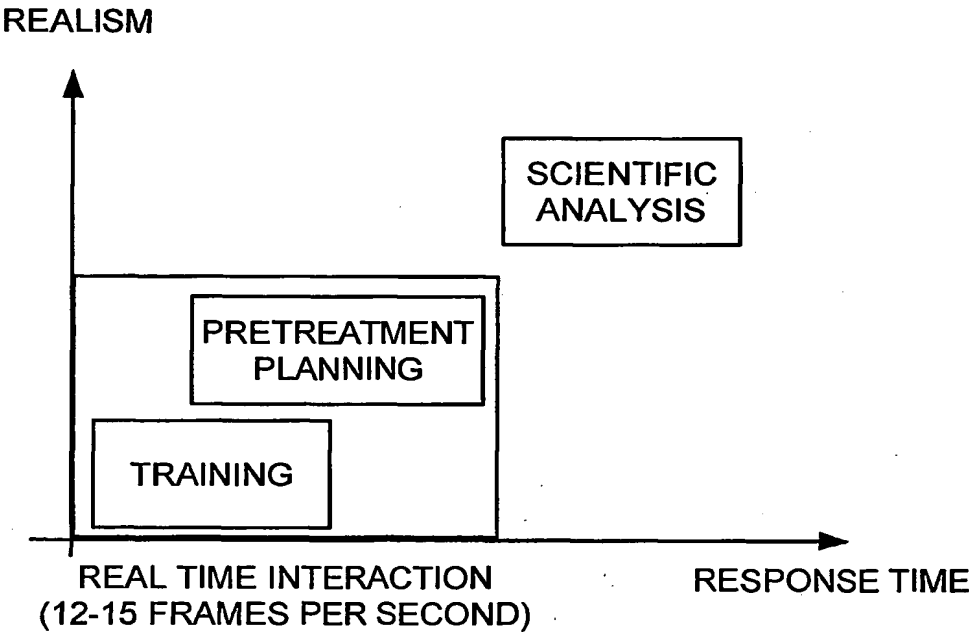 REALISM
SCIENTIFIC
ANALYSIS
PRETREATMENT
PLANNING
TRAINING
REAL TIME INTERACTION
(12-15 FRAMES PER SECOND)
RESPONSE TIME